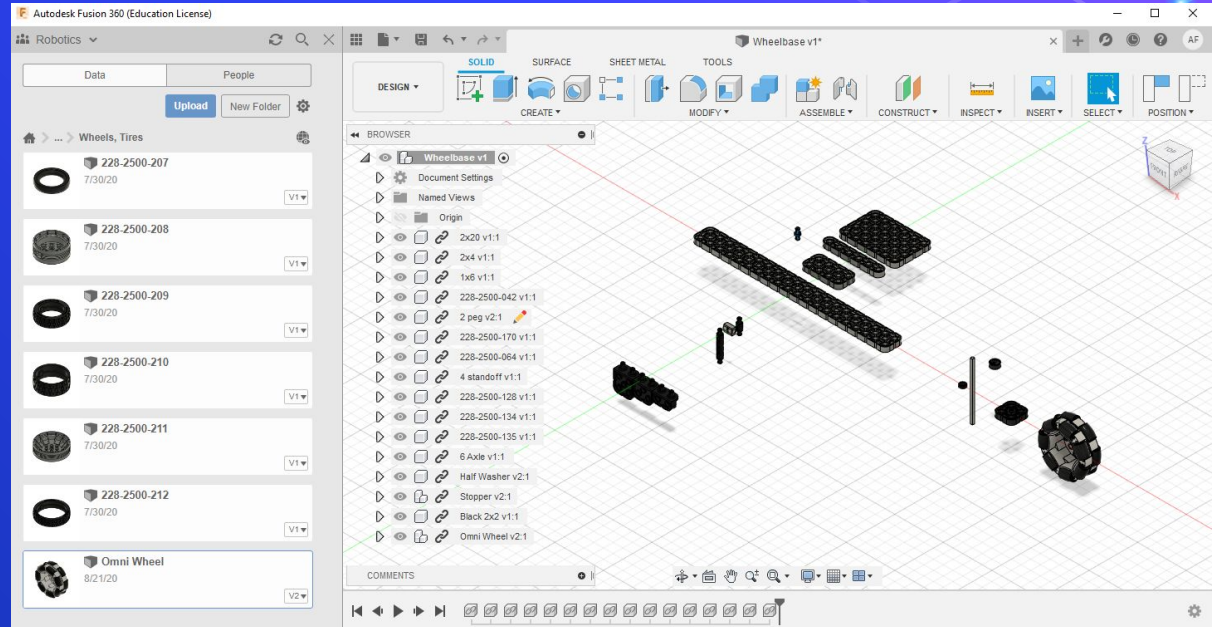 Autodesk Fusion 360 (Education License)
Robotics
Wheelbase v1*
AF
Data People
Upload New Folder
... > Wheels, Tires
228-2500-207
7/30/20
V1
228-2500-208
7/30/20
V1
228-2500-209
7/30/20
V1
228-2500-210
7/30/20
V1
228-2500-211
7/30/20
V1
228-2500-212
7/30/20
V1
Omni Wheel
8/21/20
V2
SOLID SURFACE SHEET METAL TOOLS
DESIGN
CREATE MODIFY ASSEMBLE CONSTRUCT INSPECT INSERT SELECT POSITION
BROWSER
Wheelbase v1
Document Settings
Named Views
Origin
2x20 v1:1
2x4 v1:1
1x6 v1:1
228-2500-042 v1:1
2 peg v2:1
228-2500-170 v1:1
228-2500-064 v1:1
4 standoff v1:1
228-2500-128 v1:1
228-2500-134 v1:1
228-2500-135 v1:1
6 Axle v1:1
Half Washer v2:1
Stopper v2:1
Black 2x2 v1:1
Omni Wheel v2:1
Z
TOP
FRONT
X
COMMENTS